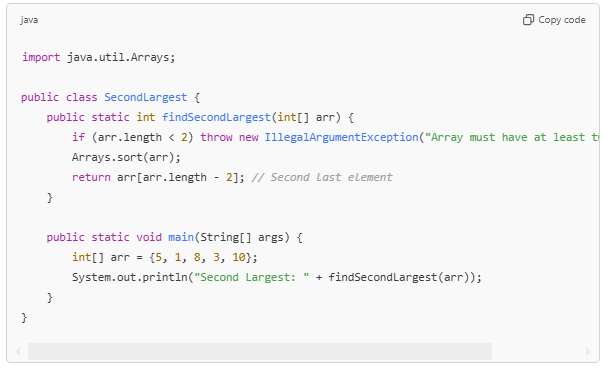 java
Copy code
import java.util.Arrays;
public class SecondLargest {
    public static int findSecondLargest(int[] arr) {
        if (arr.length < 2) throw new IllegalArgumentException("Array must have at least
        Arrays.sort(arr);
        return arr[arr.length - 2]; // Second last element
    }
    public static void main(String[] args) {
        int[] arr = {5, 1, 8, 3, 10};
        System.out.println("Second Largest: " + findSecondLargest(arr));
    }
}